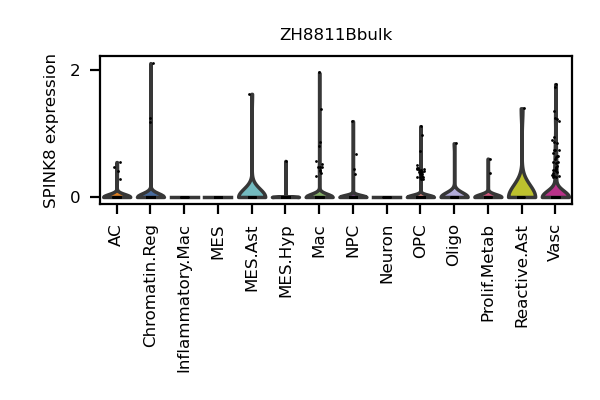 ZH8811Bbulk
SPINK8 expression
2
0
AC
Chromatin.Reg
Inflammatory.Mac
MES
MES.Ast
MES.Hyp
Mac
NPC
Neuron
OPC
Oligo
Prolif.Metab
Reactive.Ast
Vasc